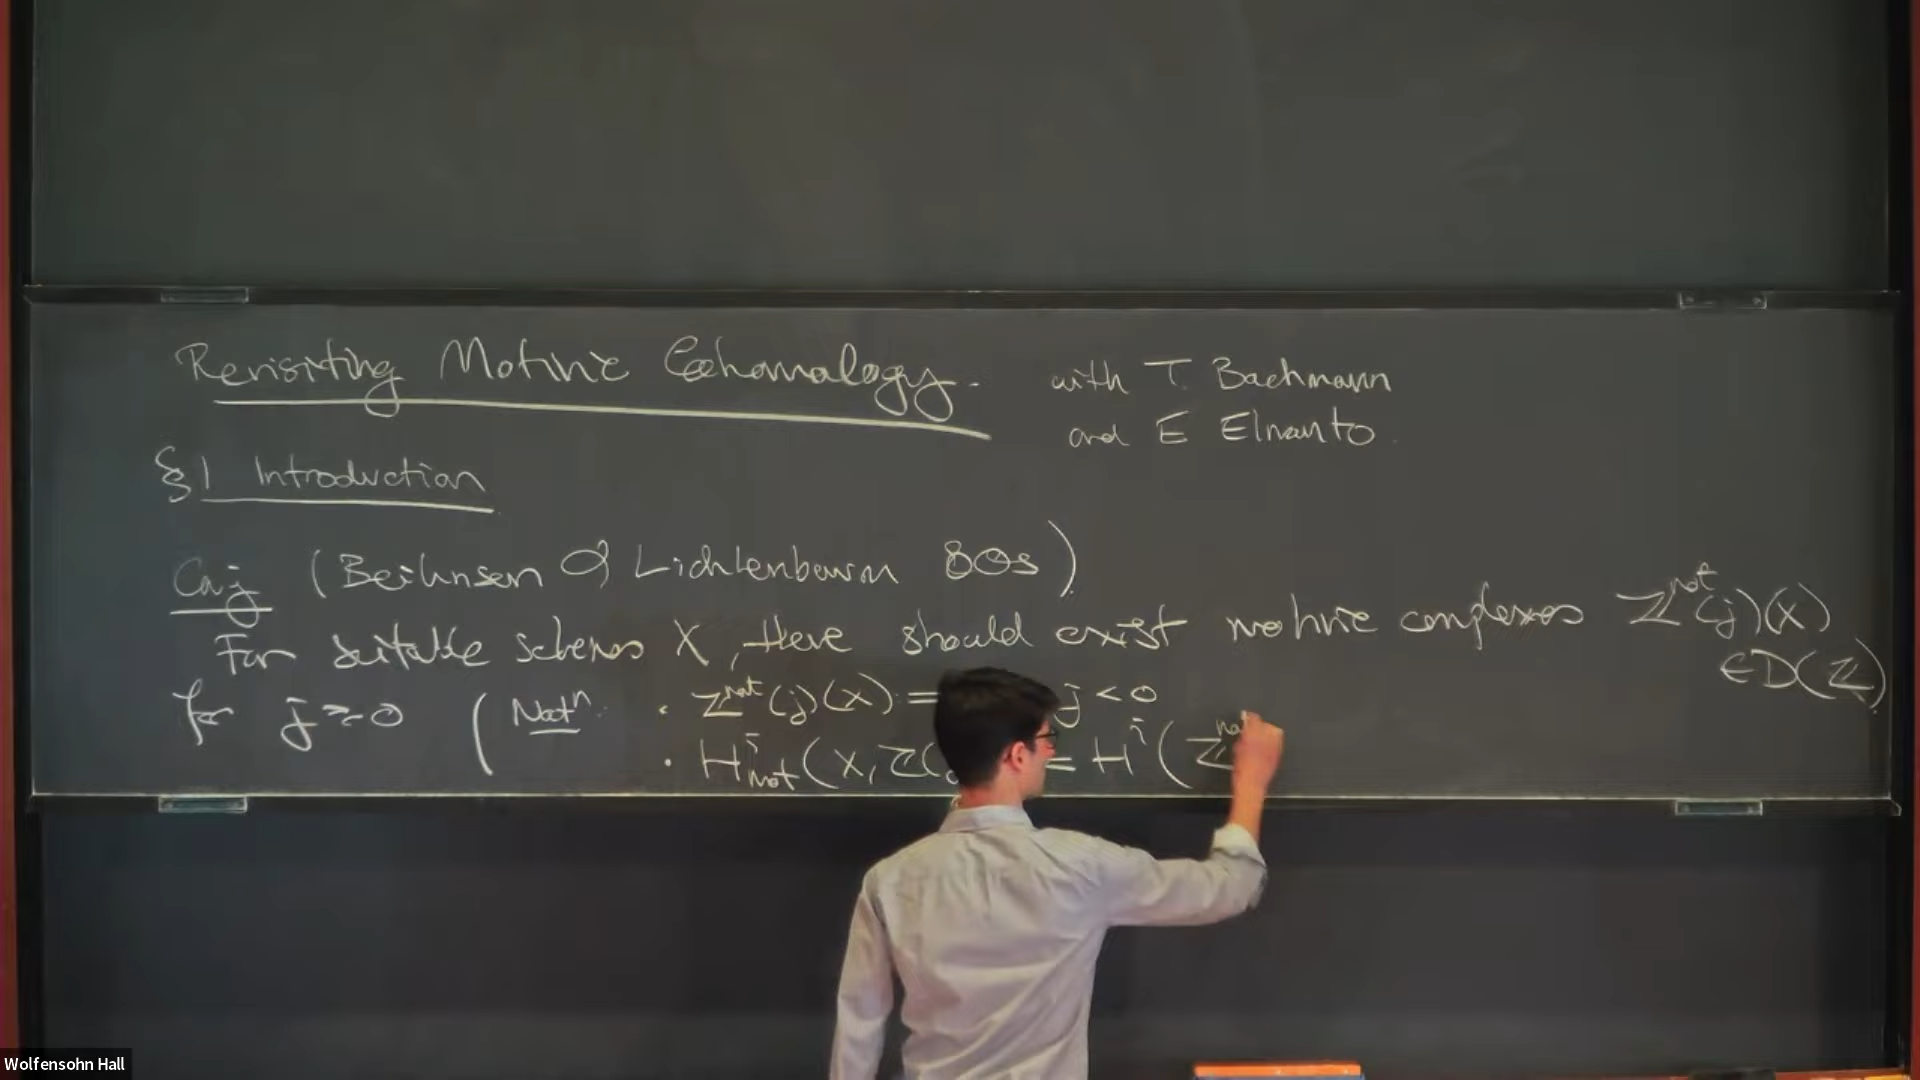 Revisiting Motivic Cohomology. with T. Bachmann
and E Elmanto.
§1 Introduction
Conj (Beilinson & Lichtenbaum 80s)
For suitable schemes X, there should exist motivic complexes ℤ^mot(j)(X)
∈D(ℤ)
for j≥0 (Notⁿ: · ℤ^mot(j)(X) = j<0
· H^i_mot(X, ℤ( = H^i(ℤ^mot
Wolfensohn Hall